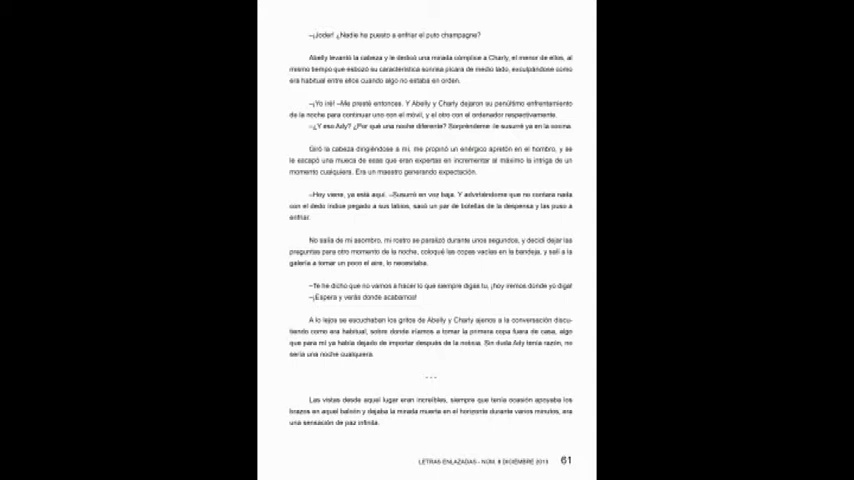 –¡Joder! ¿Nadie ha puesto a enfriar el puto champagne?
Abelly levantó la cabeza y le dedicó una mirada cómplice a Charly, el menor de ellos, al
mismo tiempo que esbozó su característica sonrisa pícara de medio lado, exculpándose como
era habitual entre ellos cuando algo no estaba en orden.
–¡Yo iré! –Me presté entonces. Y Abelly y Charly dejaron su penúltimo enfrentamiento
de la noche para continuar uno con el móvil, y el otro con el ordenador respectivamente.
–¿Y eso Ady? ¿Por qué una noche diferente? Sorpréndeme -le susurré ya en la cocina.
Giró la cabeza dirigiéndose a mí, me propinó un enérgico apretón en el hombro, y se
le escapó una mueca de esas que eran expertas en incrementar al máximo la intriga de un
momento cualquiera. Era un maestro generando expectación.
–Hoy viene, ya está aquí. –Susurró en voz baja. Y advirtiéndome que no contara nada
con el dedo índice pegado a sus labios, sacó un par de botellas de la despensa y las puso a
enfriar.
No salía de mi asombro, mi rostro se paralizó durante unos segundos, y decidí dejar las
preguntas para otro momento de la noche, coloqué las copas vacías en la bandeja, y salí a la
galería a tomar un poco el aire, lo necesitaba.
–Te he dicho que no vamos a hacer lo que siempre digas tu, ¡hoy iremos donde yo diga!
–¡Espera y verás donde acabamos!
A lo lejos se escuchaban los gritos de Abelly y Charly ajenos a la conversación discu-
tiendo como era habitual, sobre donde iríamos a tomar la primera copa fuera de casa, algo
que para mí ya había dejado de importar después de la noticia. Sin duda Ady tenía razón, no
sería una noche cualquiera.
- - -
Las vistas desde aquel lugar eran increíbles, siempre que tenía ocasión apoyaba los
brazos en aquel balcón y dejaba la mirada muerta en el horizonte durante varios minutos, era
una sensación de paz infinita.
LETRAS ENLAZADAS - NÚM. 8 DICIEMBRE 2015 61